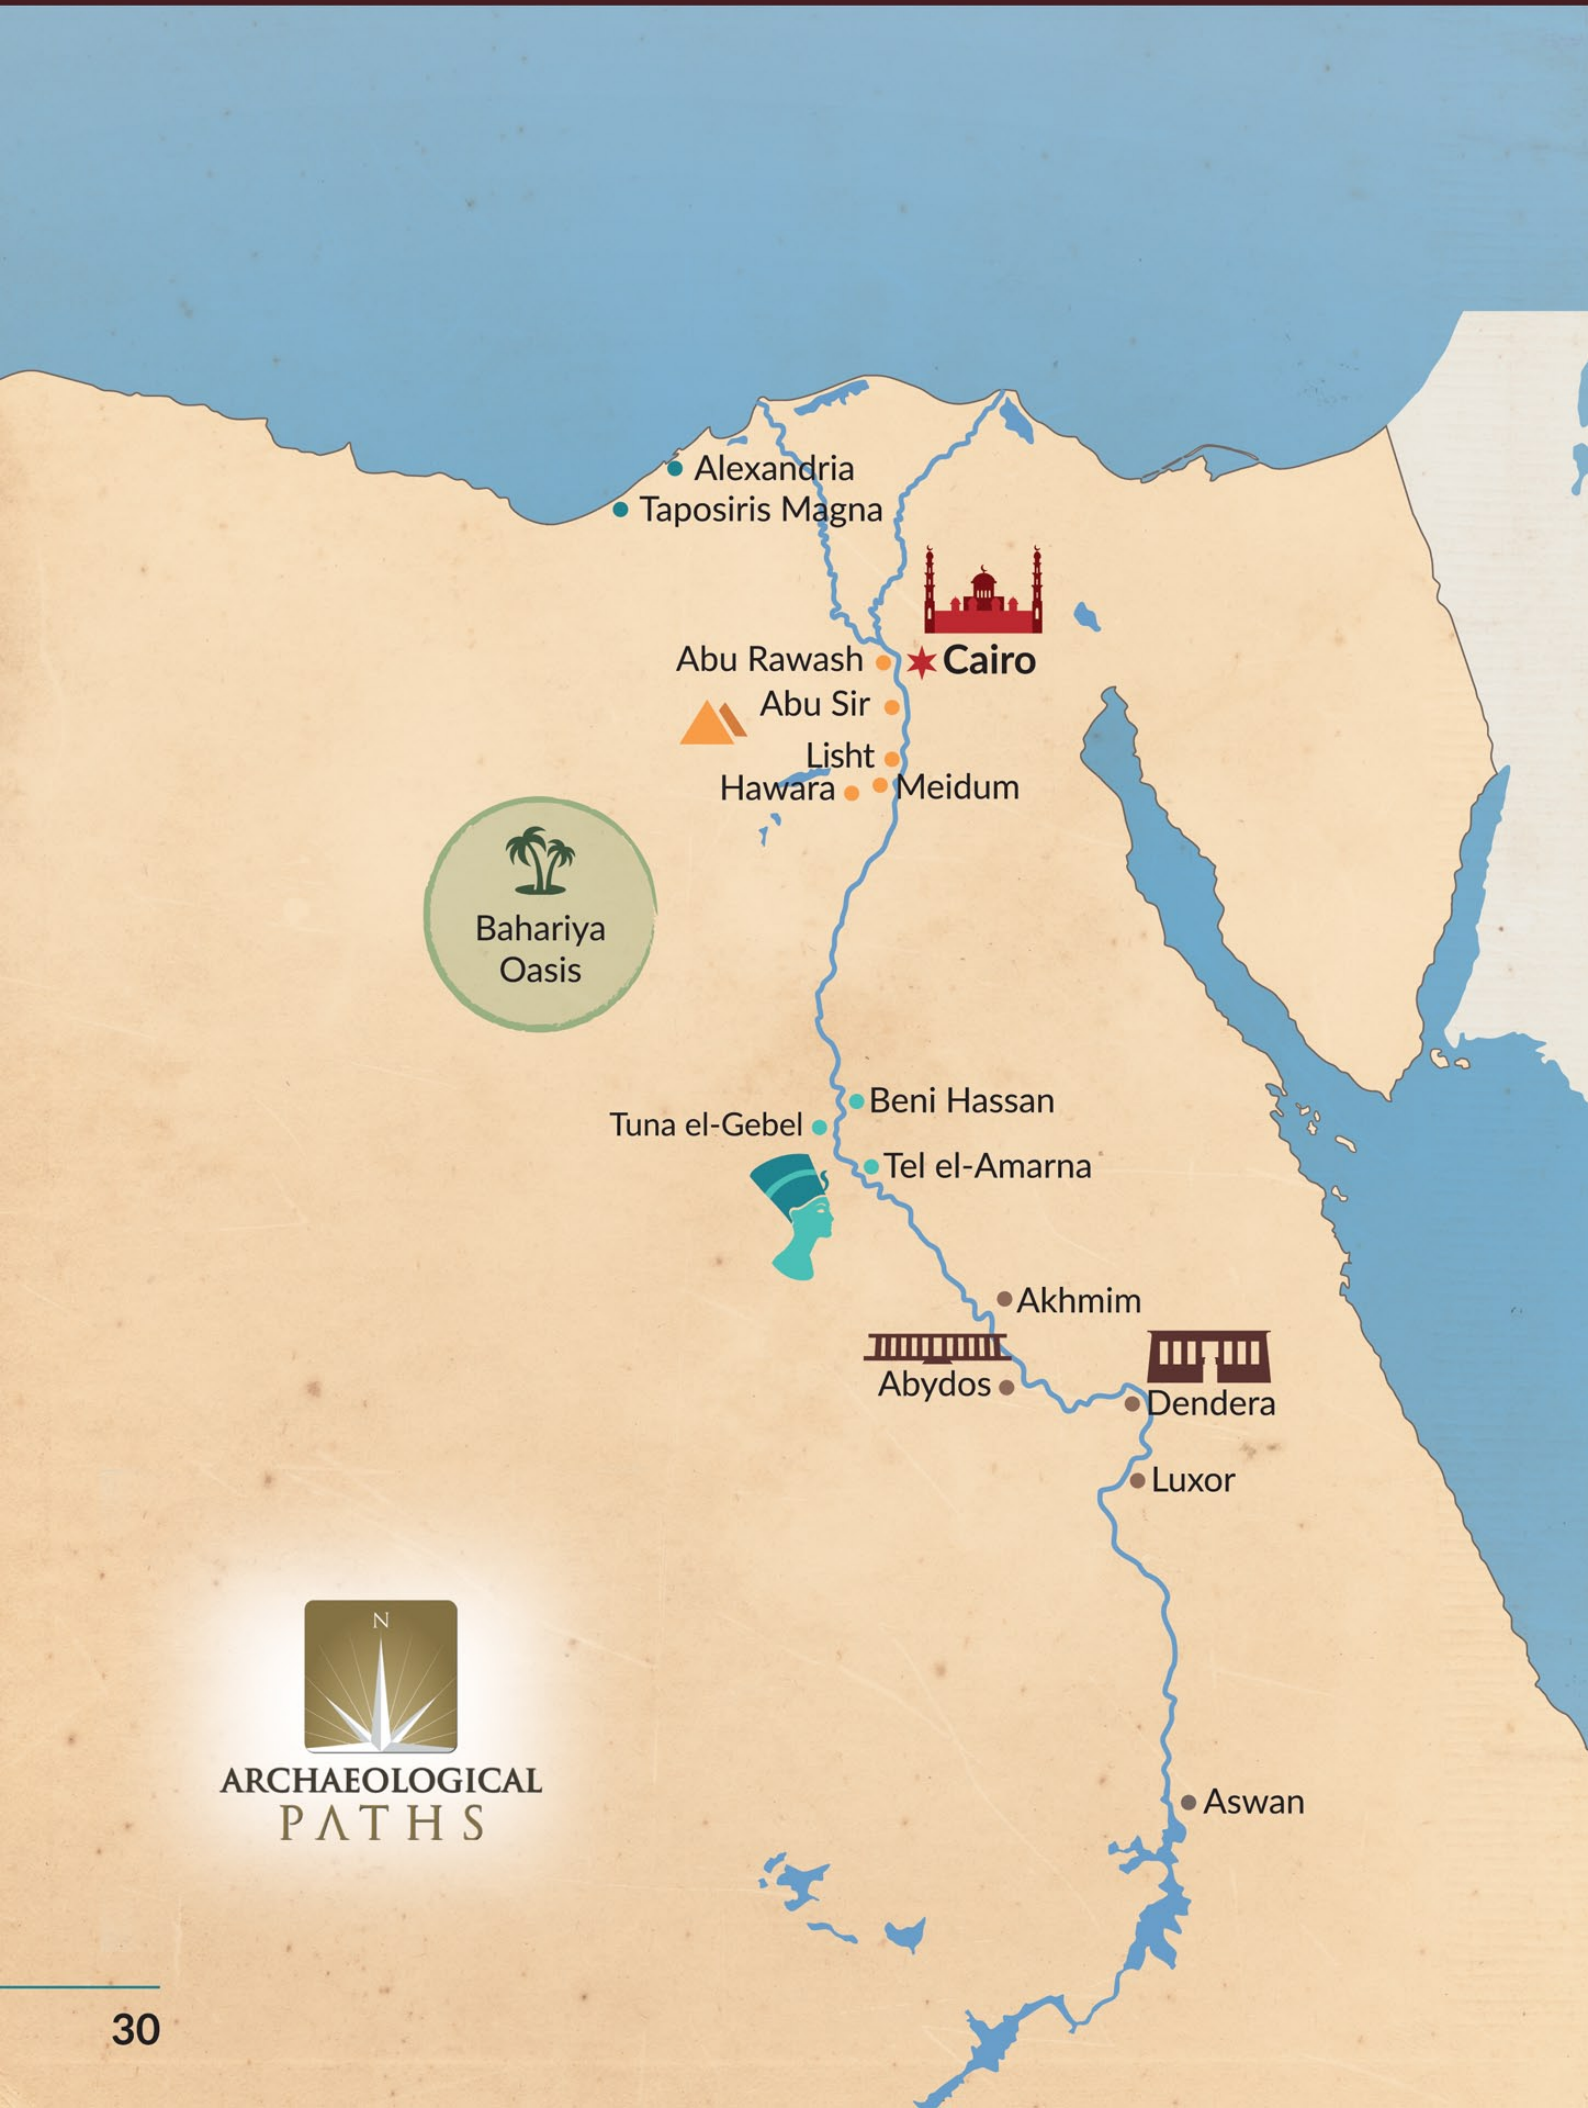 Alexandria
Taposiris Magna
Abu Rawash
Cairo
Abu Sir
Lisht
Hawara
Meidum
Bahariya
Oasis
Beni Hassan
Tuna el-Gebel
Tel el-Amarna
Akhmim
Abydos
Dendera
Luxor
N
ARCHAEOLOGICAL
PATHS
Aswan
30